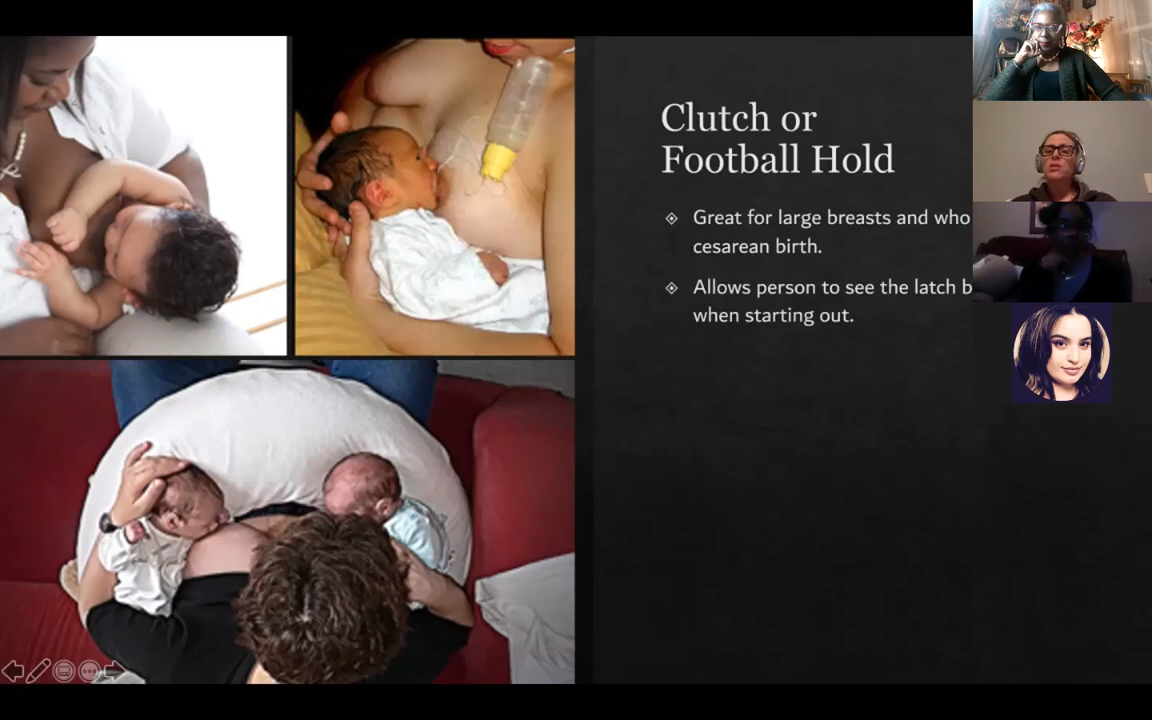 Clutch or
Football Hold
Great for large breasts and who
cesarean birth.
Allows person to see the latch b
when starting out.